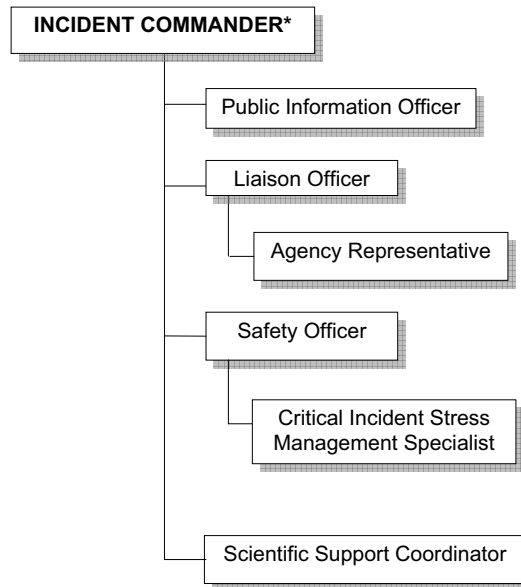 INCIDENT COMMANDER*
Public Information Officer
Liaison Officer
Agency Representative
Safety Officer
Critical Incident Stress
Management Specialist
Scientific Support Coordinator